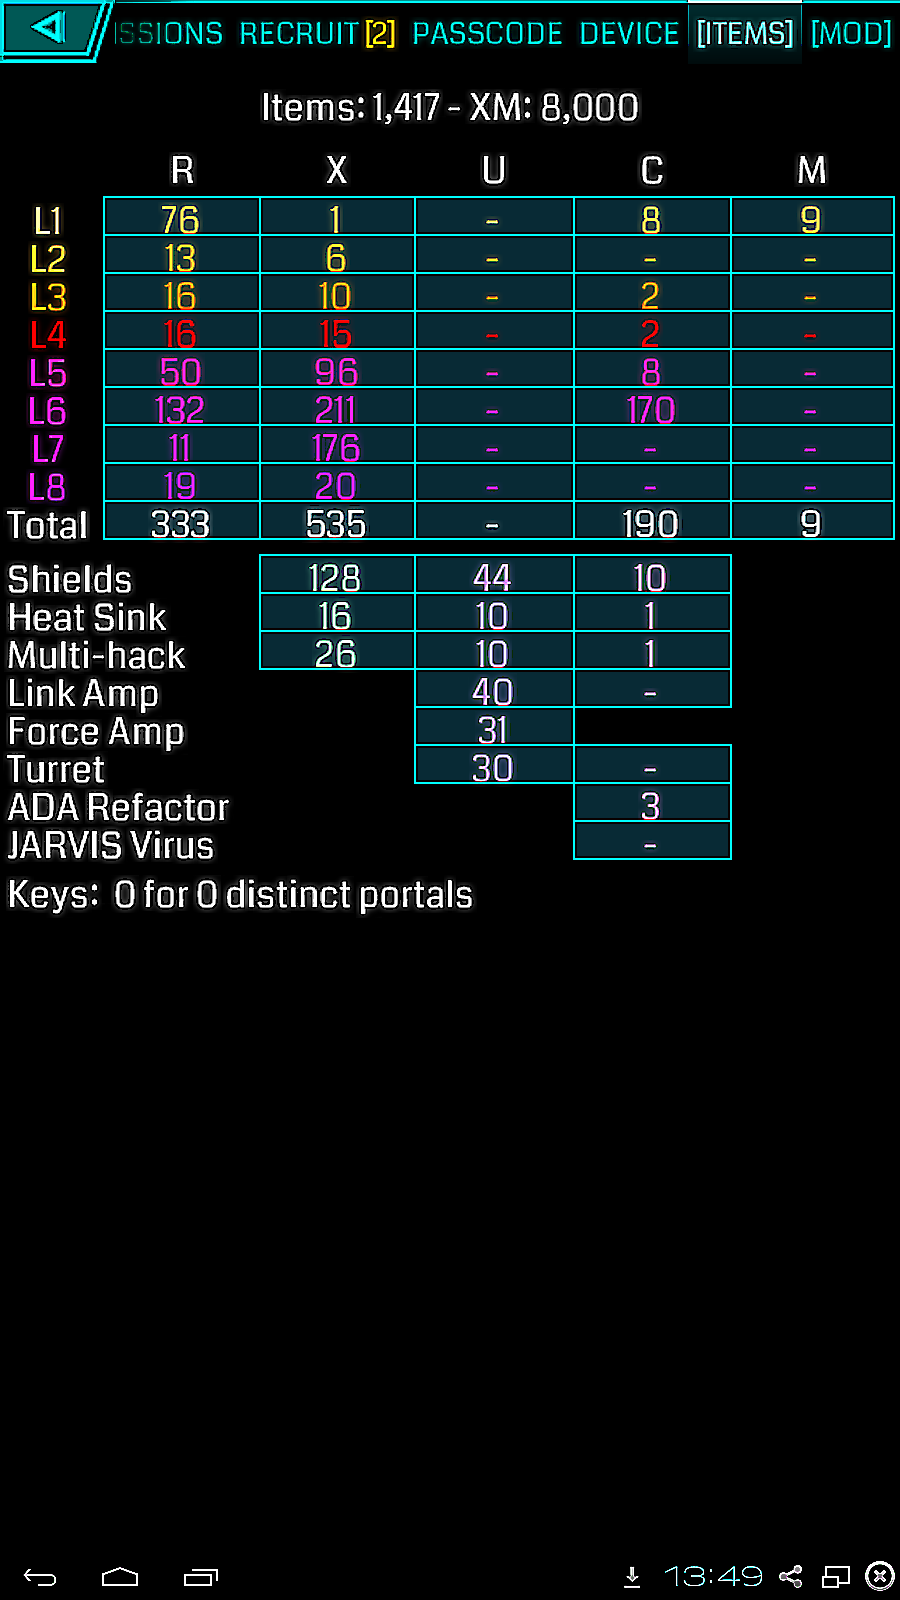 SSIONS RECRUIT [2] PASSCODE DEVICE [ITEMS] [MOD]
Items: 1,417 - XM: 8,000
R X U C M
L1 76 1 - 8 9
L2 13 6 - - -
L3 16 10 - 2 -
L4 16 15 - 2 -
L5 50 96 - 8 -
L6 132 211 - 170 -
L7 11 176 - - -
L8 19 20 - - -
Total 333 535 - 190 9
Shields 128 44 10
Heat Sink 16 10 1
Multi-hack 26 10 1
Link Amp 40 -
Force Amp 31
Turret 30 -
ADA Refactor 3
JARVIS Virus -
Keys: 0 for 0 distinct portals
13:49